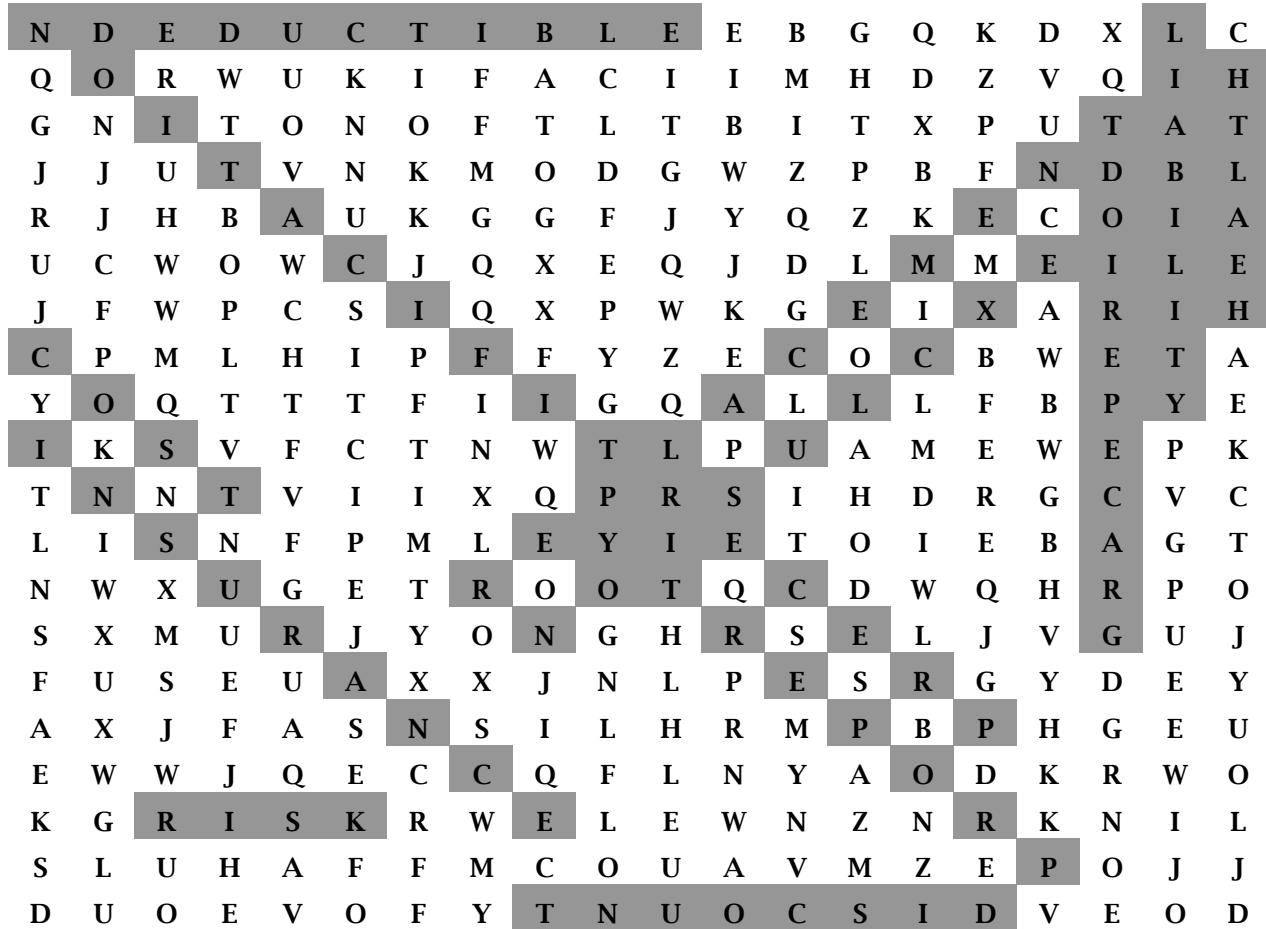 N D E D U C T I B L E E B G Q K D X L C
Q O R W U K I F A C I I M H D Z V Q I H
G N I T O N O F T L T B I T X P U T A T
J J U T V N K M O D G W Z P B F N D B L
R J H B A U K G G F J Y Q Z K E C O I A
U C W O W C J Q X E Q J D L M M E I L E
J F W P C S I Q X P W K G E I X A R I H
C P M L H I P F F Y Z E C O C B W E T A
Y O Q T T T F I I G Q A L L L F B P Y E
I K S V F C T N W T L P U A M E W E P K
T N N T V I I X Q P R S I H D R G C V C
L I S N F P M L E Y I E T O I E B A G T
N W X U G E T R O O T Q C D W Q H R P O
S X M U R J Y O N G H R S E L J V G U J
F U S E U A X X J N L P E S R G Y D E Y
A X J F A S N S I L H R M P B P H G E U
E W W J Q E C C Q F L N Y A O D K R W O
K G R I S K R W E L E W N Z N R K N I L
S L U H A F F M C O U A V M Z E P O J J
D U O E V O F Y T N U O C S I D V E O D